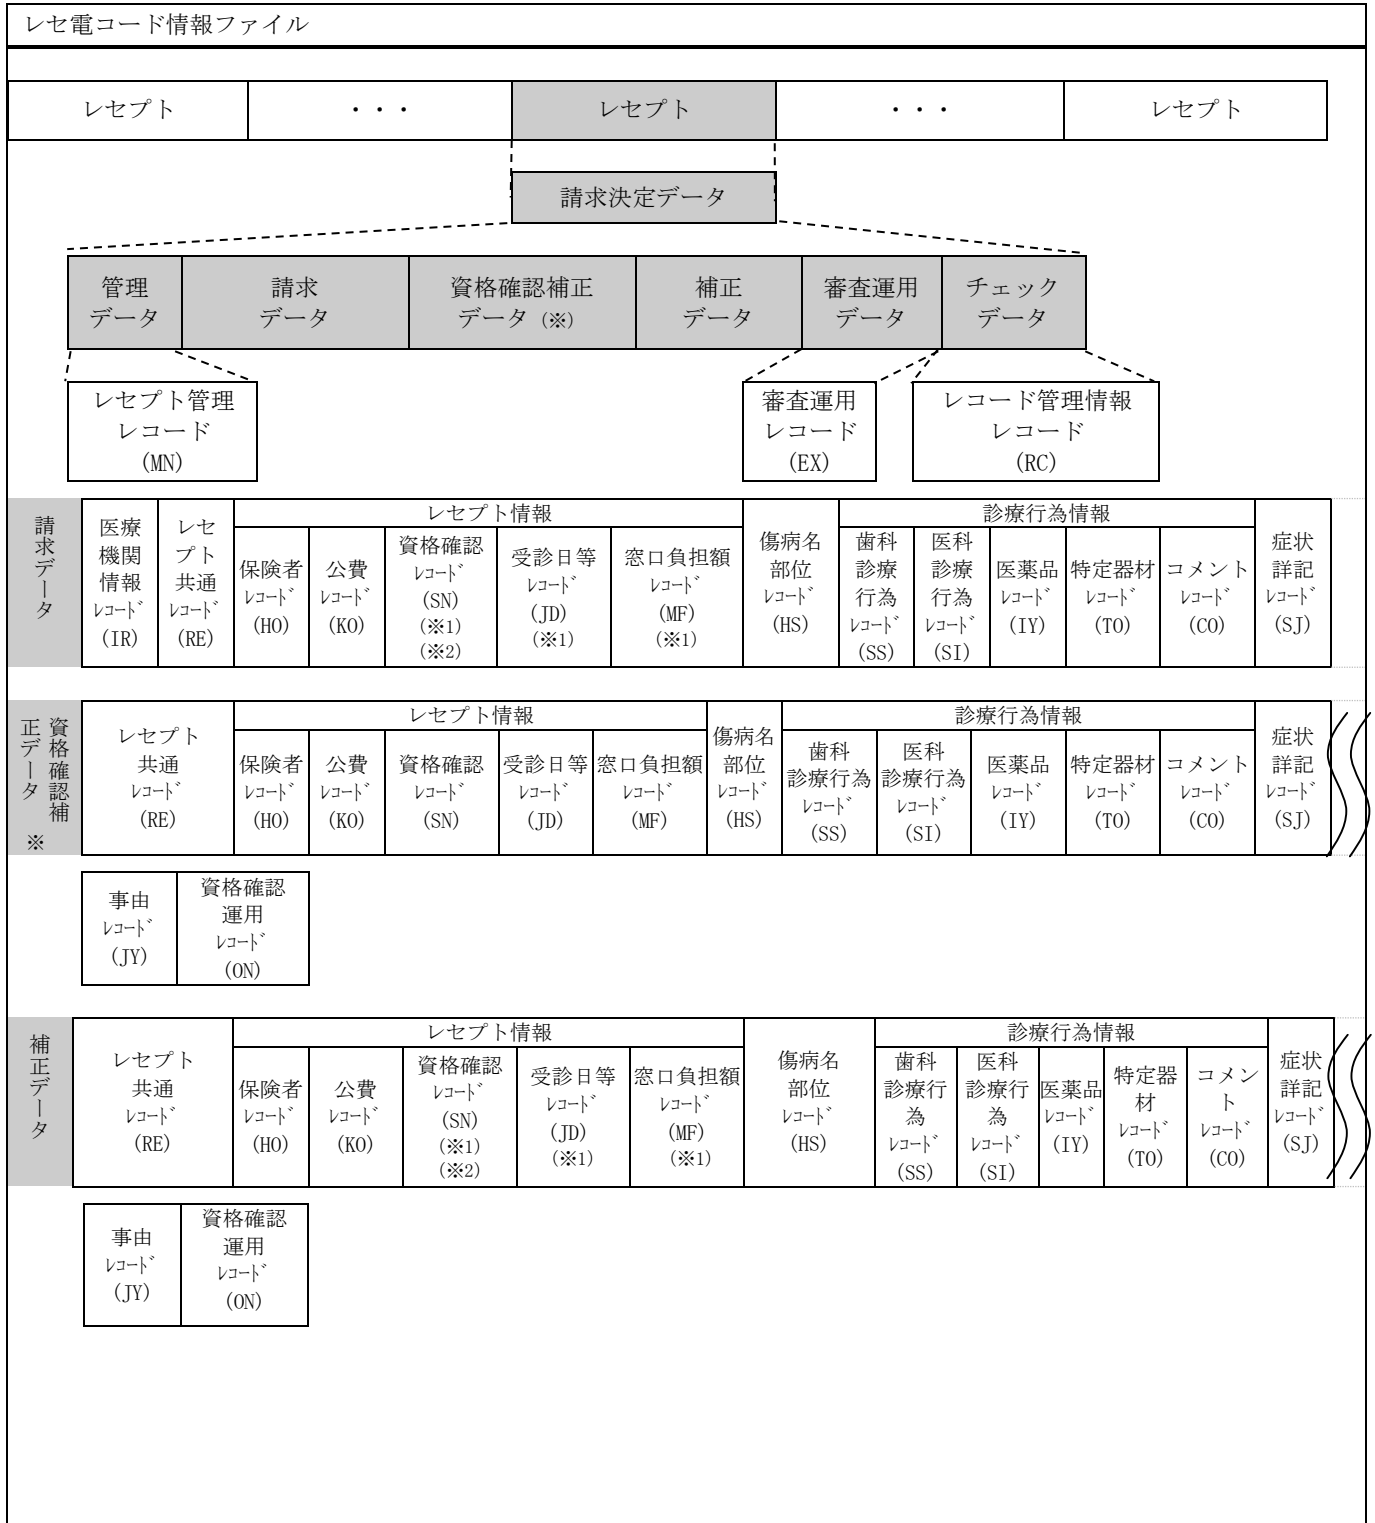 レセ電コード情報ファイル
レセプト
・・・
レセプト
・・・
レセプト
請求決定データ
管理
データ
請求
データ
資格確認補正
データ（※）
補正
データ
審査運用
データ
チェック
データ
レセプト管理
レコード
(MN)
審査運用
レコード
(EX)
レコード管理情報
レコード
(RC)
請求データ
医療
機関
情報
ﾚｺｰﾄﾞ
(IR)
レセ
プト
共通
ﾚｺｰﾄﾞ
(RE)
レセプト情報
保険者
ﾚｺｰﾄﾞ
(HO)
公費
ﾚｺｰﾄﾞ
(KO)
資格確認
ﾚｺｰﾄﾞ
(SN)
(※1)
(※2)
受診日等
ﾚｺｰﾄﾞ
(JD)
(※1)
窓口負担額
ﾚｺｰﾄﾞ
(MF)
(※1)
傷病名
部位
ﾚｺｰﾄﾞ
(HS)
診療行為情報
歯科
診療
行為
ﾚｺｰﾄﾞ
(SS)
医科
診療
行為
ﾚｺｰﾄﾞ
(SI)
医薬品
ﾚｺｰﾄﾞ
(IY)
特定器材
ﾚｺｰﾄﾞ
(TO)
コメント
ﾚｺｰﾄﾞ
(CO)
症状
詳記
ﾚｺｰﾄﾞ
(SJ)
資格確認補
正データ ※
レセプト
共通
ﾚｺｰﾄﾞ
(RE)
レセプト情報
保険者
ﾚｺｰﾄﾞ
(HO)
公費
ﾚｺｰﾄﾞ
(KO)
資格確認
ﾚｺｰﾄﾞ
(SN)
受診日等
ﾚｺｰﾄﾞ
(JD)
窓口負担額
ﾚｺｰﾄﾞ
(MF)
傷病名
部位
ﾚｺｰﾄﾞ
(HS)
診療行為情報
歯科
診療行為
ﾚｺｰﾄﾞ
(SS)
医科
診療行為
ﾚｺｰﾄﾞ
(SI)
医薬品
ﾚｺｰﾄﾞ
(IY)
特定器材
ﾚｺｰﾄﾞ
(TO)
コメント
ﾚｺｰﾄﾞ
(CO)
症状
詳記
ﾚｺｰﾄﾞ
(SJ)
事由
ﾚｺｰﾄﾞ
(JY)
資格確認
運用
ﾚｺｰﾄﾞ
(ON)
補正データ
レセプト
共通
ﾚｺｰﾄﾞ
(RE)
レセプト情報
保険者
ﾚｺｰﾄﾞ
(HO)
公費
ﾚｺｰﾄﾞ
(KO)
資格確認
ﾚｺｰﾄﾞ
(SN)
(※1)
(※2)
受診日等
ﾚｺｰﾄﾞ
(JD)
(※1)
窓口負担額
ﾚｺｰﾄﾞ
(MF)
(※1)
傷病名
部位
ﾚｺｰﾄﾞ
(HS)
診療行為情報
歯科
診療行
為
ﾚｺｰﾄﾞ
(SS)
医科
診療行
為
ﾚｺｰﾄﾞ
(SI)
医薬品
ﾚｺｰﾄﾞ
(IY)
特定器
材
ﾚｺｰﾄﾞ
(TO)
コメン
ト
ﾚｺｰﾄﾞ
(CO)
症状
詳記
ﾚｺｰﾄﾞ
(SJ)
事由
ﾚｺｰﾄﾞ
(JY)
資格確認
運用
ﾚｺｰﾄﾞ
(ON)